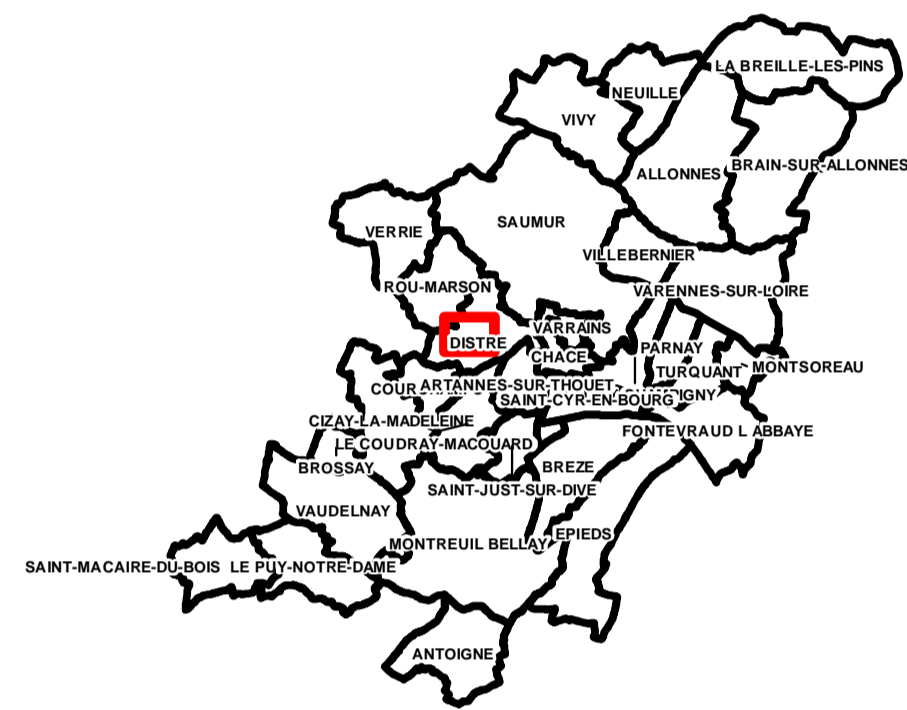 LA BREILLE-LES-PINS
NEUILLE
VIVY
BRAIN-SUR-ALLONNES
ALLONNES
SAUMUR
VERRIE
VILLEBERNIER
ROU-MARSON
VARENNES-SUR-LOIRE
VARRAINS
DISTRE
PARNAY
CHACE
MONTSOREAU
TURQUANT
ARTANNES-SUR-THOUET
COUR
SAINT-CYR-EN-BOURG
CIZAY-LA-MADELEINE
FONTEVRAUD L ABBAYE
LE COUDRAY-MACOUARD
BROSSAY
BREZE
SAINT-JUST-SUR-DIVE
VAUDELNAY
EPIEDS
MONTREUIL BELLAY
SAINT-MACAIRE-DU-BOIS
LE PUY-NOTRE-DAME
ANTOIGNE